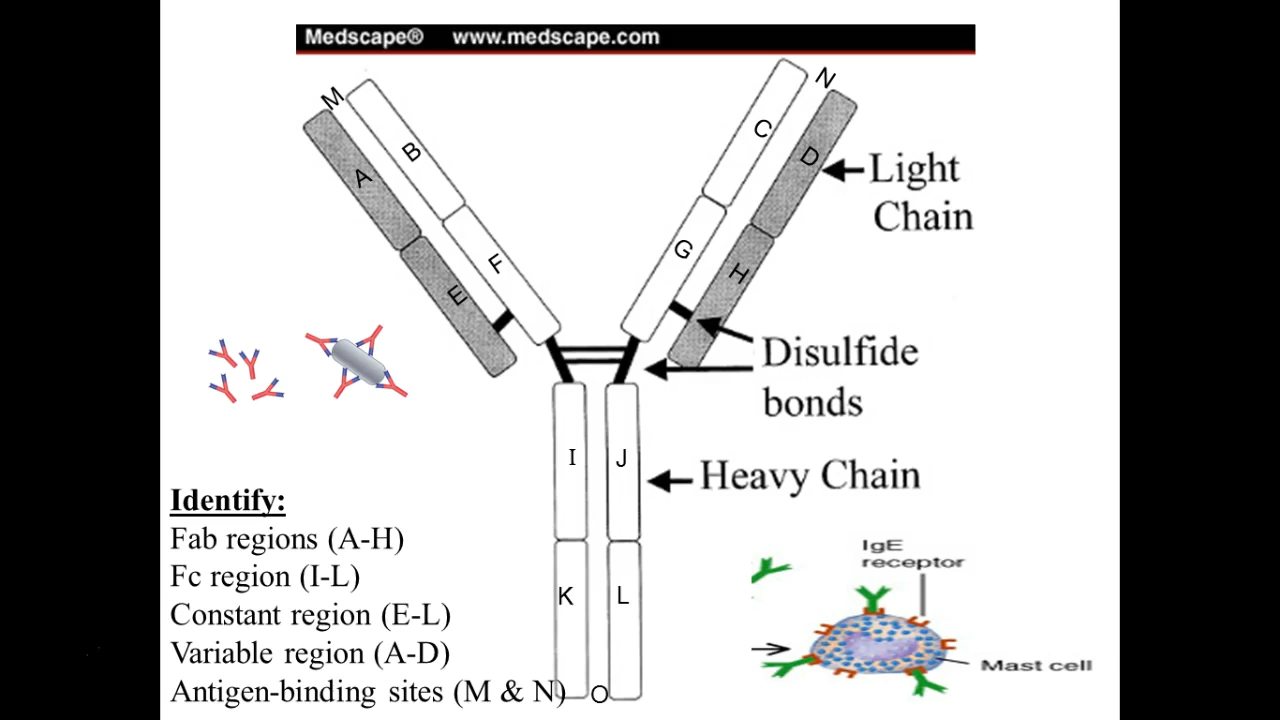 Medscape® www.medscape.com
M
N
B
C
A
D
Light
Chain
F
G
E
H
Disulfide
bonds
I
J
Heavy Chain
K
L
O
Identify:
Fab regions (A-H)
Fc region (I-L)
Constant region (E-L)
Variable region (A-D)
Antigen-binding sites (M & N)
IgE
receptor
Mast cell